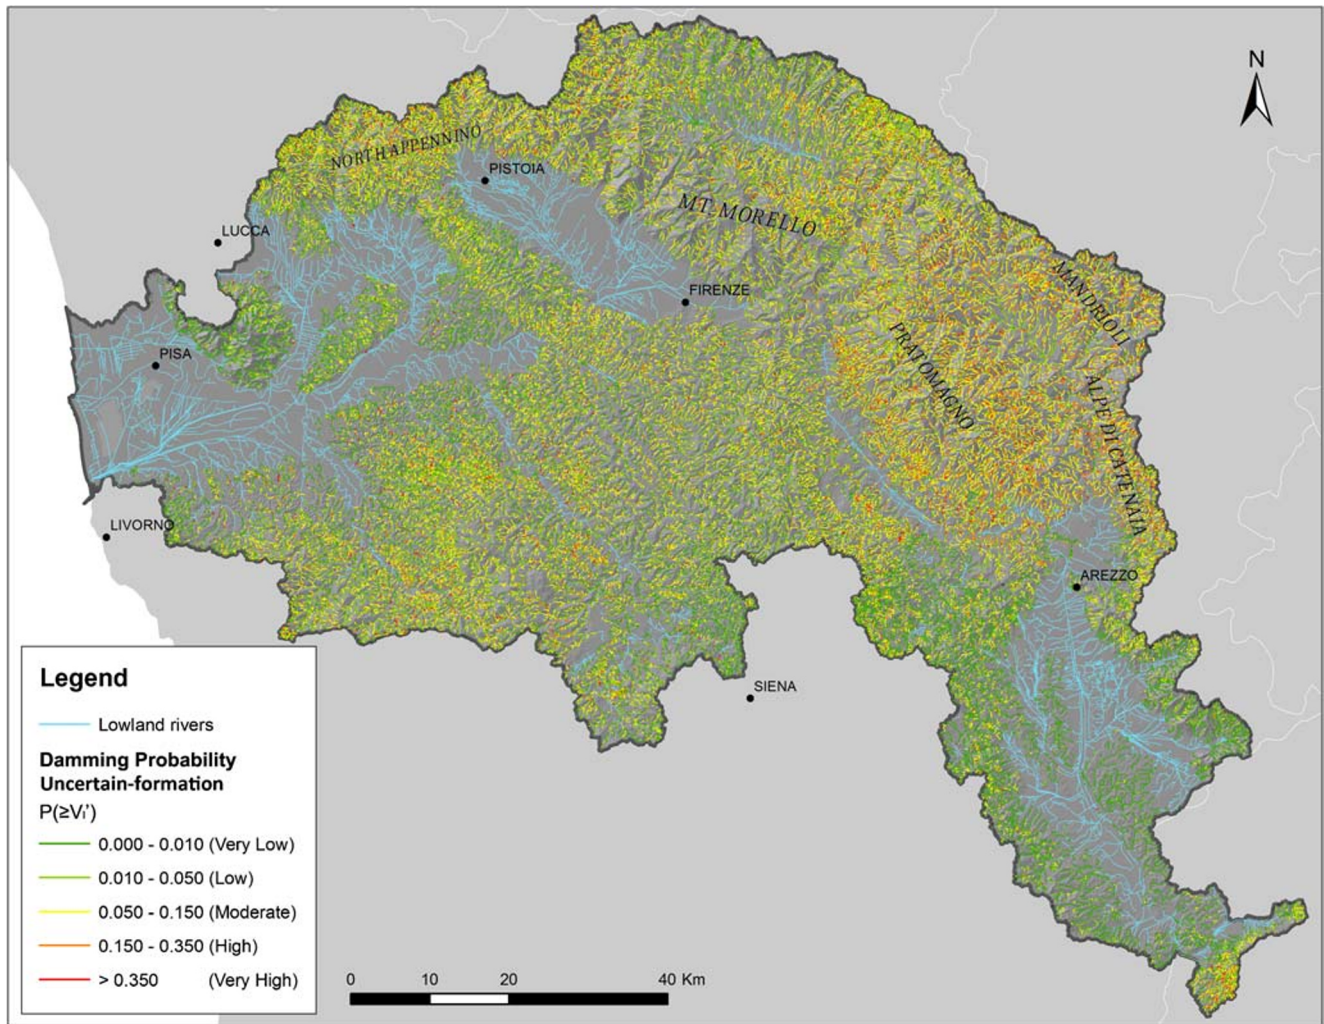 N
NORTH APPENNINO
PISTOIA
MT. MORELLO
LUCCA
MANDRIOLI
FIRENZE
PRATOMAGNO
PISA
ALPE DI CATENAIA
LIVORNO
AREZZO
SIENA
Legend
Lowland rivers
Damming Probability
Uncertain-formation
P(≥Vₗ')
0.000 - 0.010 (Very Low)
0.010 - 0.050 (Low)
0.050 - 0.150 (Moderate)
0.150 - 0.350 (High)
> 0.350 (Very High)
0 10 20 40 Km